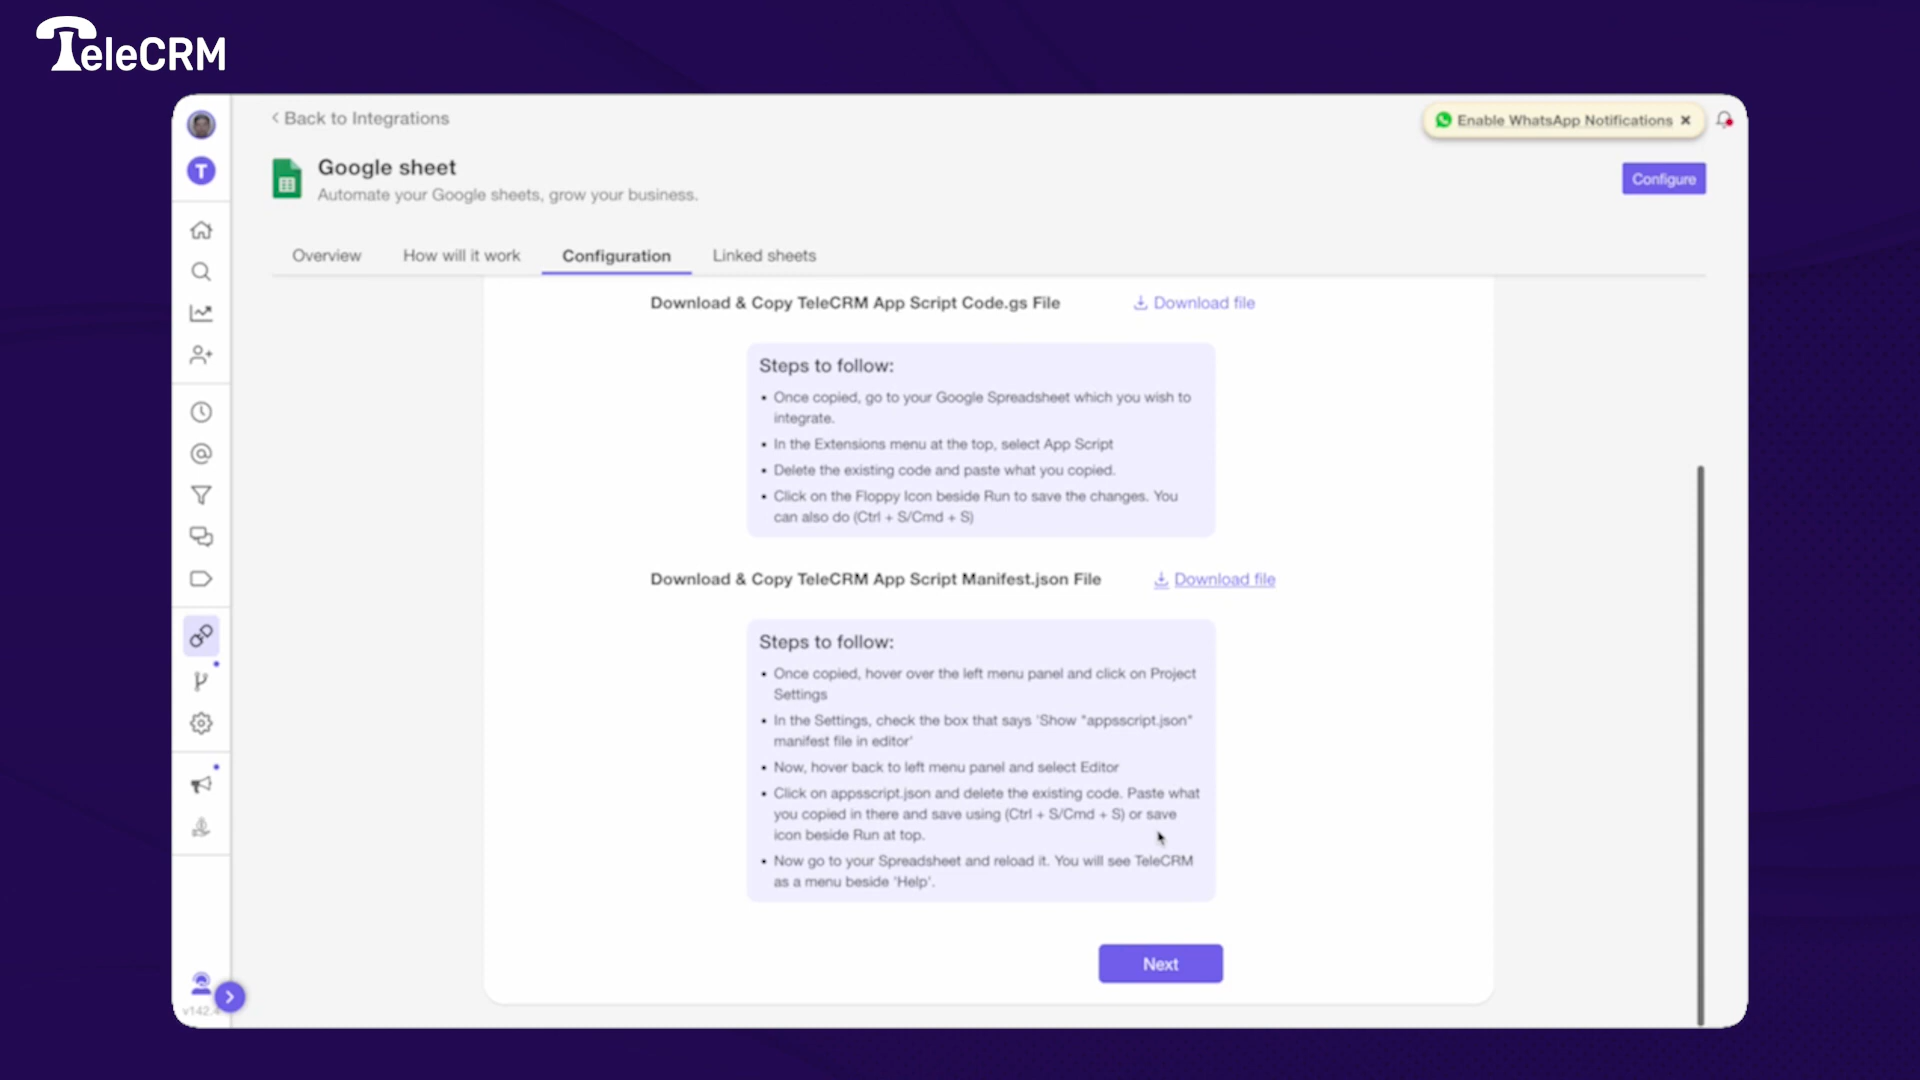 TeleCRM
Back to Integrations
Enable WhatsApp Notifications
T
Google sheet
Automate your Google sheets, grow your business.
Configure
Overview
How will it work
Configuration
Linked sheets
Download & Copy TeleCRM App Script Code.gs File
Download file
Steps to follow:
• Once copied, go to your Google Spreadsheet which you wish to
integrate.
• In the Extensions menu at the top, select App Script
• Delete the existing code and paste what you copied.
• Click on the Floppy Icon beside Run to save the changes. You
can also do (Ctrl + S/Cmd + S)
Download & Copy TeleCRM App Script Manifest.json File
Download file
Steps to follow:
• Once copied, hover over the left menu panel and click on Project
Settings
• In the Settings, check the box that says 'Show "appsscript.json"
manifest file in editor'
• Now, hover back to left menu panel and select Editor
• Click on appsscript.json and delete the existing code. Paste what
you copied in there and save using (Ctrl + S/Cmd + S) or save
icon beside Run at top.
• Now go to your Spreadsheet and reload it. You will see TeleCRM
as a menu beside 'Help'.
Next